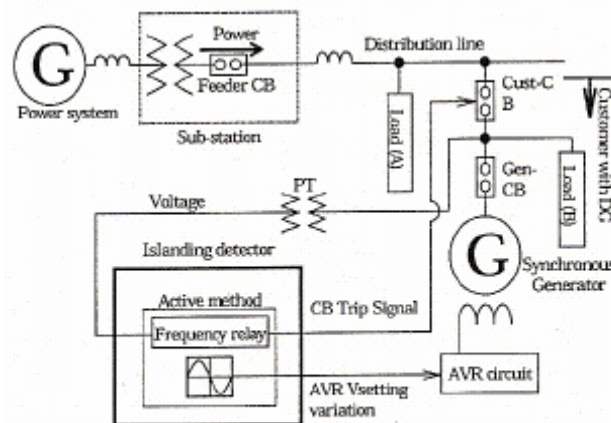 Power
Distribution line
G
Feeder CB
Power system
Sub-station
Cust-C
B
Load (A)
Customer with DG
Gen-
CB
Load (B)
PT
Voltage
G
Synchronous
Generator
Islanding detector
Active method
CB Trip Signal
Frequency relay
AVR circuit
AVR Vsetting
variation